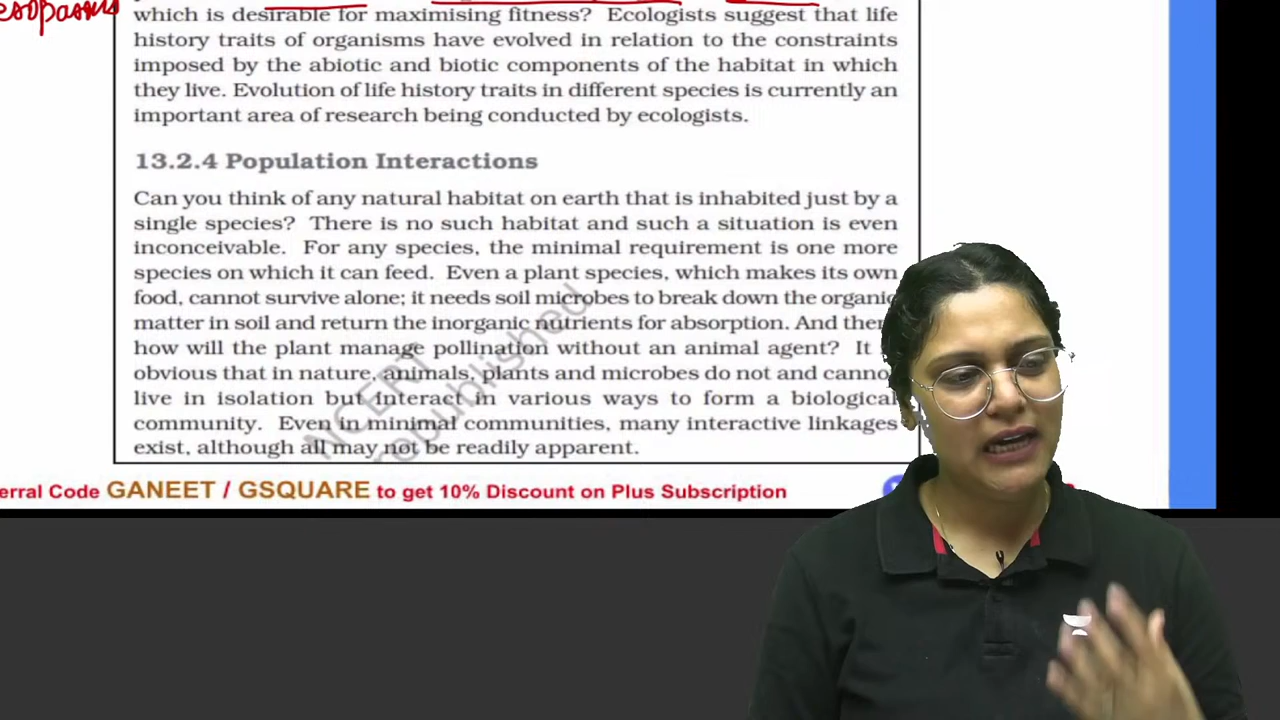 which is desirable for maximising fitness? Ecologists suggest that life
history traits of organisms have evolved in relation to the constraints
imposed by the abiotic and biotic components of the habitat in which
they live. Evolution of life history traits in different species is currently an
important area of research being conducted by ecologists.
13.2.4 Population Interactions
Can you think of any natural habitat on earth that is inhabited just by a
single species? There is no such habitat and such a situation is even
inconceivable. For any species, the minimal requirement is one more
species on which it can feed. Even a plant species, which makes its own
food, cannot survive alone; it needs soil microbes to break down the organic
matter in soil and return the inorganic nutrients for absorption. And then
how will the plant manage pollination without an animal agent? It
obvious that in nature, animals, plants and microbes do not and canno
live in isolation but interact in various ways to form a biological
community. Even in minimal communities, many interactive linkages
exist, although all may not be readily apparent.
NCERT
republished
erral Code GANEET / GSQUARE to get 10% Discount on Plus Subscription